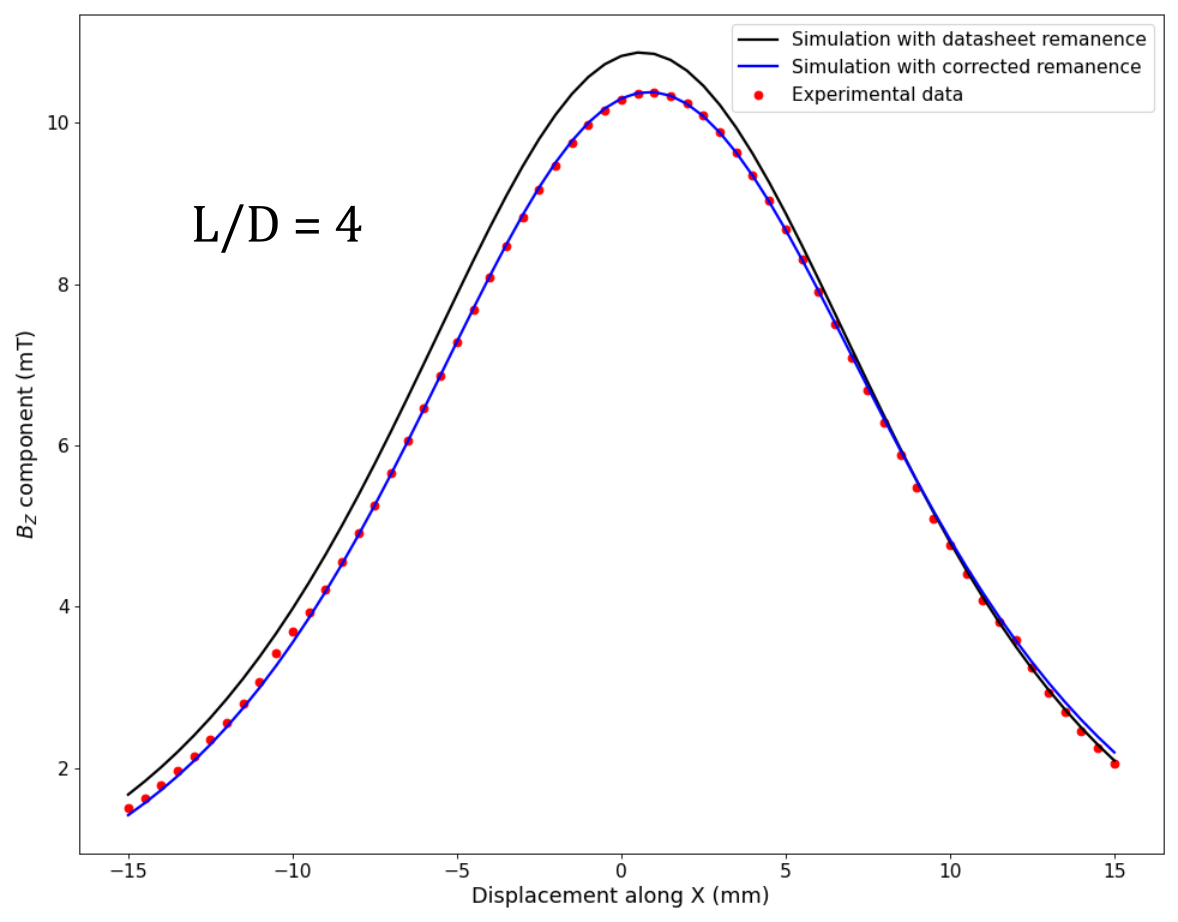 Simulation with datasheet remanence
Simulation with corrected remanence
Experimental data
L/D = 4
B_Z component (mT)
10
8
6
4
2
−15 −10 −5 0 5 10 15
Displacement along X (mm)